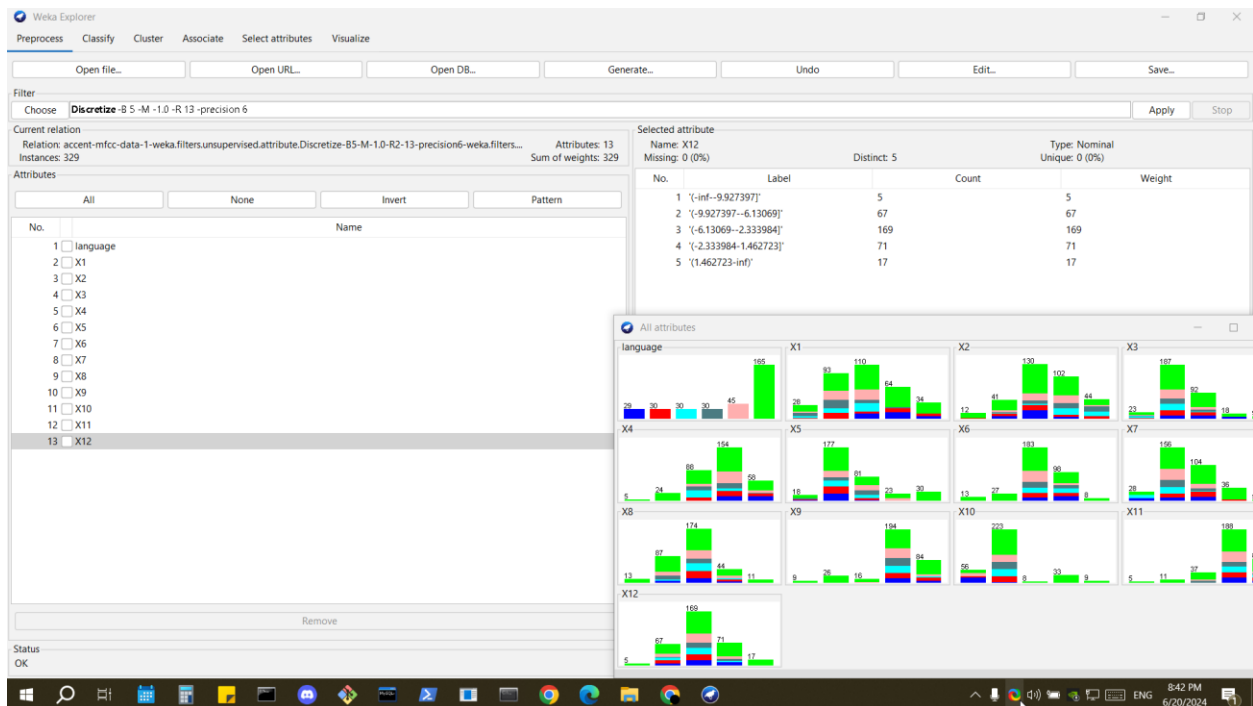 Weka Explorer
Preprocess Classify Cluster Associate Select attributes Visualize
Open file... Open URL... Open DB... Generate... Undo Edit... Save...
Filter
Choose Discretize -B 5 -M -1.0 -R 13 -precision 6 Apply Stop
Current relation
Relation: accent-mfcc-data-1-weka.filters.unsupervised.attribute.Discretize-B5-M-1.0-R2-13-precision6-weka.filters.... Attributes: 13
Instances: 329 Sum of weights: 329
Selected attribute
Name: X12 Type: Nominal
Missing: 0 (0%) Distinct: 5 Unique: 0 (0%)
No. Label Count Weight
1 '(-inf--9.927397]' 5 5
2 '(-9.927397--6.13069]' 67 67
3 '(-6.13069--2.333984]' 169 169
4 '(-2.333984-1.462723]' 71 71
5 '(1.462723-inf)' 17 17
Attributes
All None Invert Pattern
No. Name
1 language
2 X1
3 X2
4 X3
5 X4
6 X5
7 X6
8 X7
9 X8
10 X9
11 X10
12 X11
13 X12
Remove
Status
OK
All attributes
language X1 X2 X3
29 30 30 30 45 165
28 93 110 64 34
12 41 130 102 44
23 187 92 18
X4 X5 X6 X7
5 24 88 154 58
18 177 81 23 30
13 27 183 98 8
28 156 104 36
X8 X9 X10 X11
13 87 174 44 11
9 26 16 194 84
56 223 8 33 9
5 11 37 188
X12
5 67 169 71 17
ENG
8:42 PM
6/20/2024